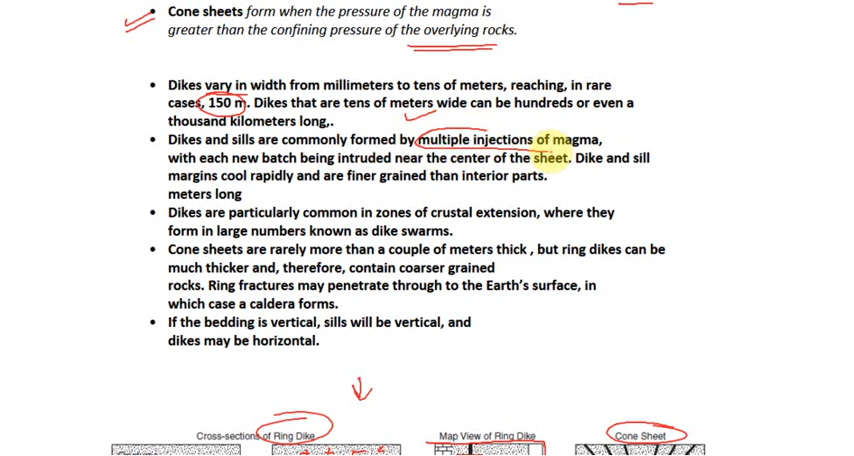 • Cone sheets form when the pressure of the magma is
greater than the confining pressure of the overlying rocks.
• Dikes vary in width from millimeters to tens of meters, reaching, in rare
cases, 150 m. Dikes that are tens of meters wide can be hundreds or even a
thousand kilometers long,.
• Dikes and sills are commonly formed by multiple injections of magma,
with each new batch being intruded near the center of the sheet. Dike and sill
margins cool rapidly and are finer grained than interior parts.
meters long
• Dikes are particularly common in zones of crustal extension, where they
form in large numbers known as dike swarms.
• Cone sheets are rarely more than a couple of meters thick , but ring dikes can be
much thicker and, therefore, contain coarser grained
rocks. Ring fractures may penetrate through to the Earth's surface, in
which case a caldera forms.
• If the bedding is vertical, sills will be vertical, and
dikes may be horizontal.
Cross-sections of Ring Dike Map View of Ring Dike Cone Sheet